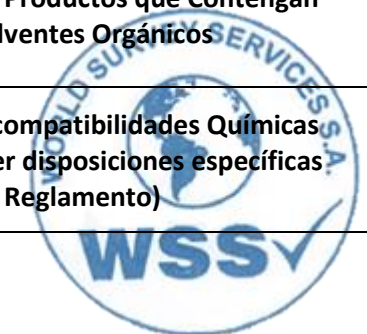 Productos que Contengan
lventes Orgánicos
compatibilidades Químicas
er disposiciones específicas
Reglamento)
WORLD SURVEY SERVICES S.A.
WSS